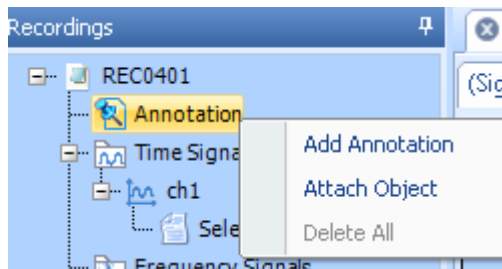 Recordings
REC0401
(Sig
Annotation
Time Signa
Add Annotation
ch1
Attach Object
Sele
Delete All
Frequency Signals